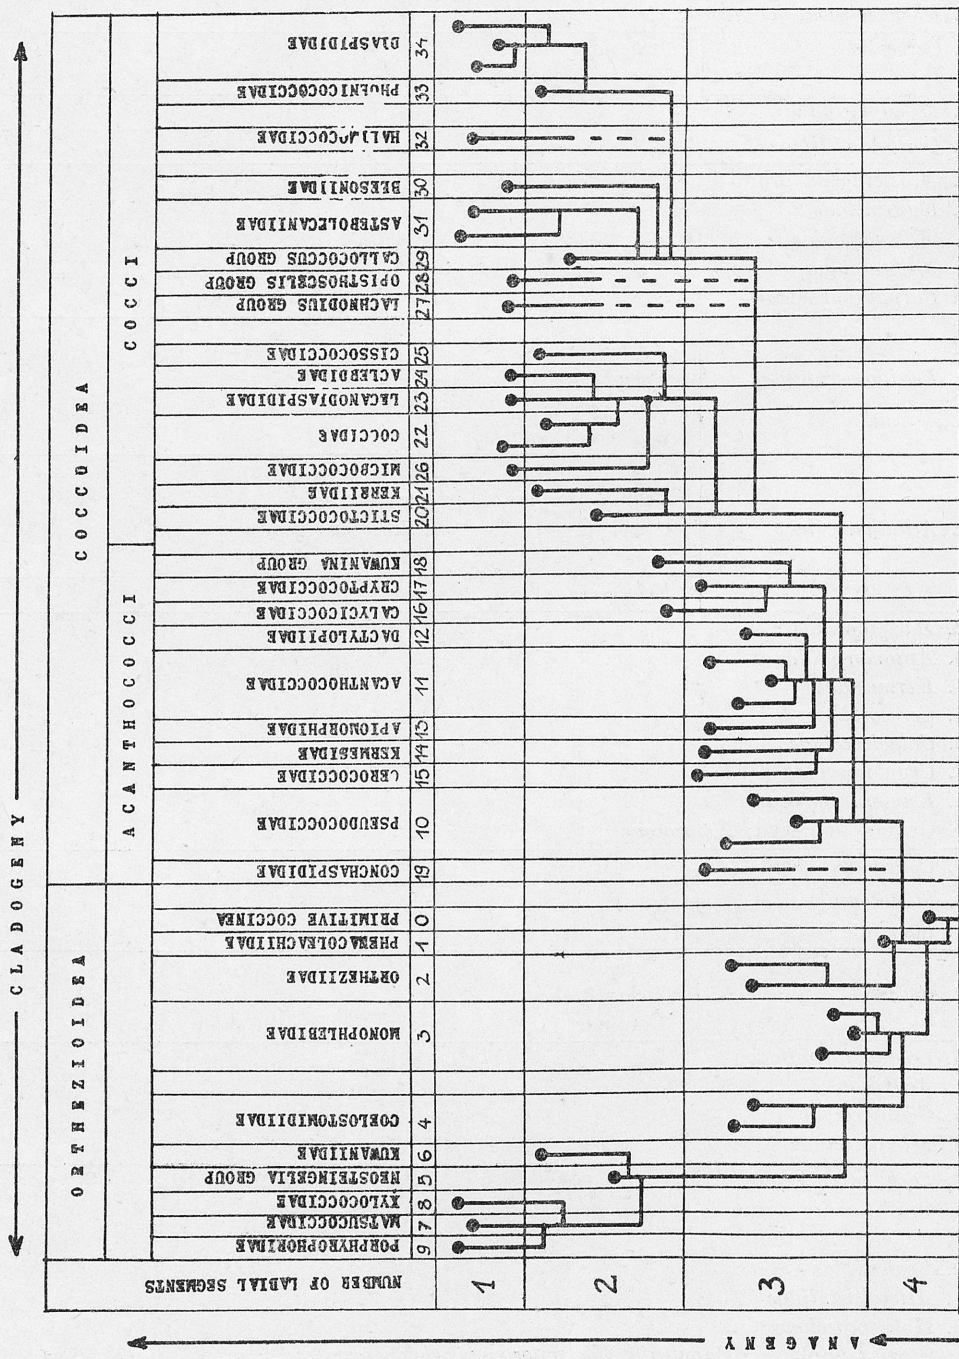 CLADOGENY
ORTHEZIOIDEA
COCCOIDEA
ACANTHOCOCCI
COCCI
NUMBER OF LABIAL SEGMENTS
1
2
3
4
ANAGENY
PORPHYROPHORIDAE 9
MATSUCOCCIDAE 7
XYLOCOCCIDAE 8
NEOSTEINGELIA GROUP 5
KUWANIIDAE 6
COELOSTOMIDIIDAE 4
MONOPHLEBIDAE 3
ORTHEZIIDAE 2
PHENACOLEACHIIDAE 1
PRIMITIVE COCCINEA 0
CONCHASPIDIDAE 19
PSEUDOCOCCIDAE 10
CEROCOCCIDAE 15
KERMESIDAE 14
APIOMORPHIDAE 13
ACANTHOCOCCIDAE 11
DACTYLOPIIDAE 12
CALYCICOCCIDAE 16
CRYPTOCOCCIDAE 17
KUWANINA GROUP 18
STICTOCOCCIDAE 20
KERRIIDAE 21
MICROCOCCIDAE 26
COCCIDAE 22
LECANODIASPIDIDAE 23
ACLERDIDAE 24
CISSOCOCCIDAE 25
LACHNODIUS GROUP 27
OPISTHOSCELIS GROUP 28
CALLOCOCCUS GROUP 29
ASTEROLECANIIDAE 31
BEESONIIDAE 30
HALIMOCOCCIDAE 32
PHOENICOCOCCIDAE 33
DIASPIDIDAE 34